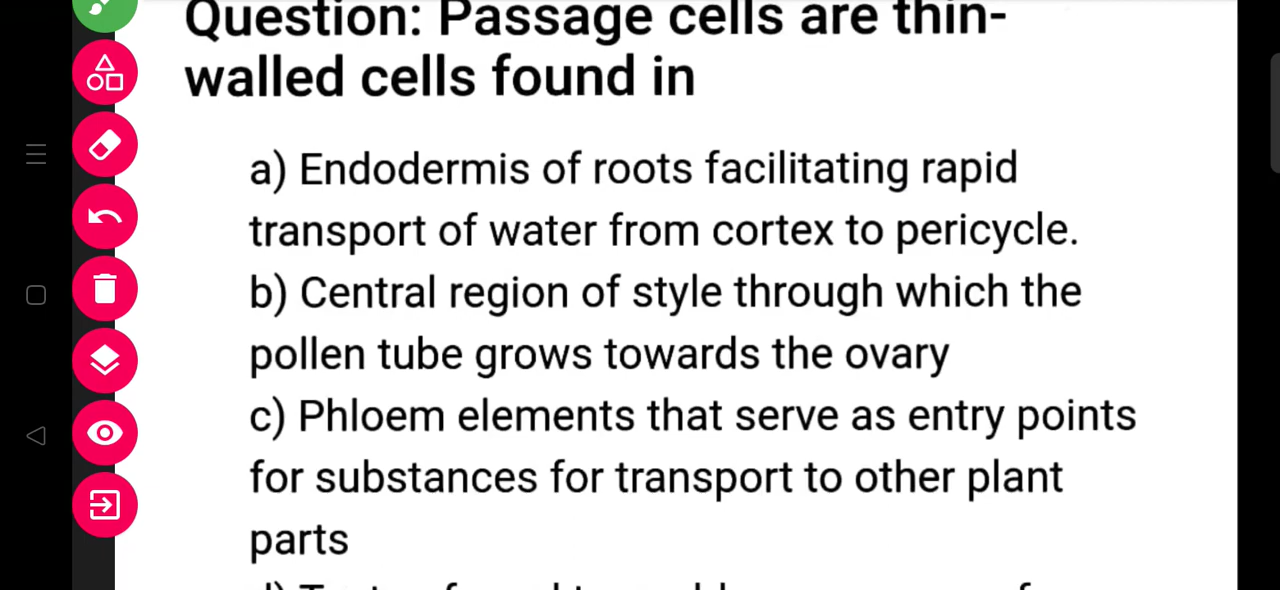 Question: Passage cells are thin-
walled cells found in
a) Endodermis of roots facilitating rapid
transport of water from cortex to pericycle.
b) Central region of style through which the
pollen tube grows towards the ovary
c) Phloem elements that serve as entry points
for substances for transport to other plant
parts